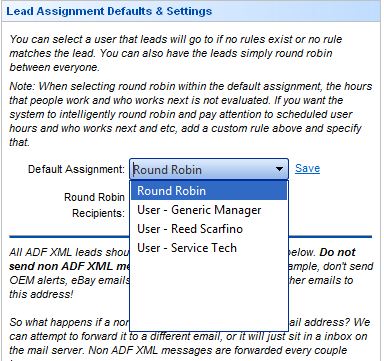 Lead Assignment Defaults & Settings
You can select a user that leads will go to if no rules exist or no rule
matches the lead. You can also have the leads simply round robin
between everyone.
Note: When selecting round robin within the default assignment, the hours
that people work and who works next is not evaluated. If you want the
system to intelligently round robin and pay attention to scheduled user
hours and who works next and etc, add a custom rule above and specify
that.
Default Assignment: Round Robin Save
Round Robin
Recipients:
Round Robin
User - Generic Manager
User - Reed Scarfino
User - Service Tech
All ADF XML leads shou below. Do not
send non ADF XML me ample, don't send
OEM alerts, eBay emails her emails to
this address!
So what happens if a nor mail address? We
can attempt to forward it to a different email, or it will just sit in a inbox on
the mail server. Non ADF XML messages are forwarded every couple